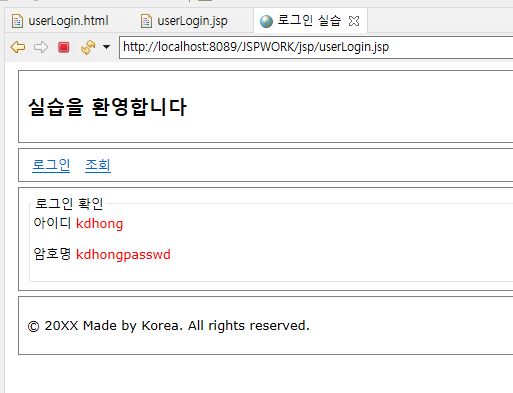 userLogin.html userLogin.jsp 로그인 실습
http://localhost:8089/JSPWORK/jsp/userLogin.jsp
실습을 환영합니다
로그인 조회
로그인 확인
아이디 kdhong
암호명 kdhongpasswd
© 20XX Made by Korea. All rights reserved.